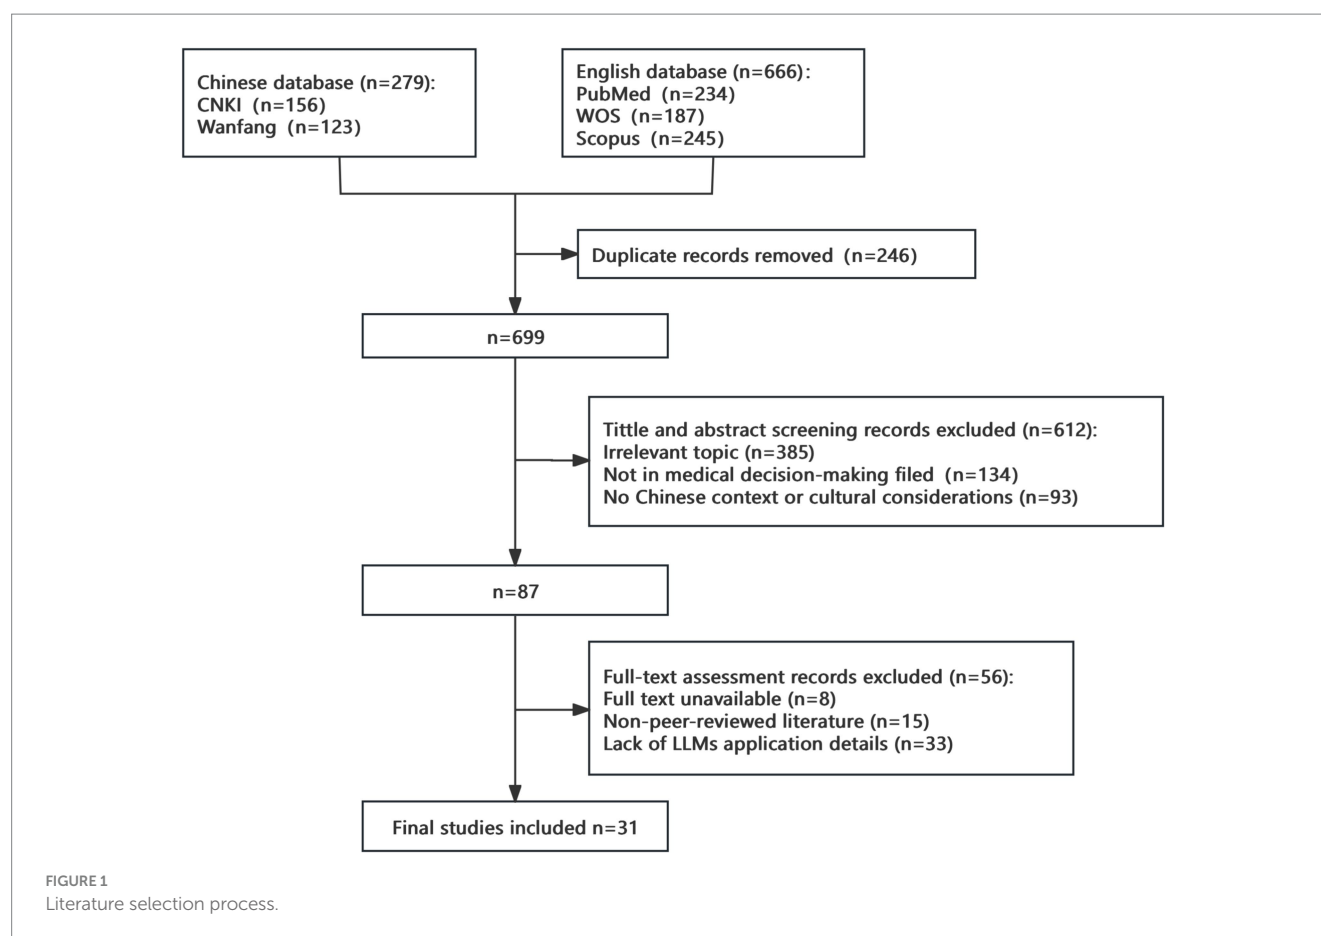 Chinese database (n=279):
CNKI (n=156)
Wanfang (n=123)
English database (n=666):
PubMed (n=234)
WOS (n=187)
Scopus (n=245)
Duplicate records removed (n=246)
n=699
Tittle and abstract screening records excluded (n=612):
Irrelevant topic (n=385)
Not in medical decision-making filed (n=134)
No Chinese context or cultural considerations (n=93)
n=87
Full-text assessment records excluded (n=56):
Full text unavailable (n=8)
Non-peer-reviewed literature (n=15)
Lack of LLMs application details (n=33)
Final studies included n=31
FIGURE 1
Literature selection process.